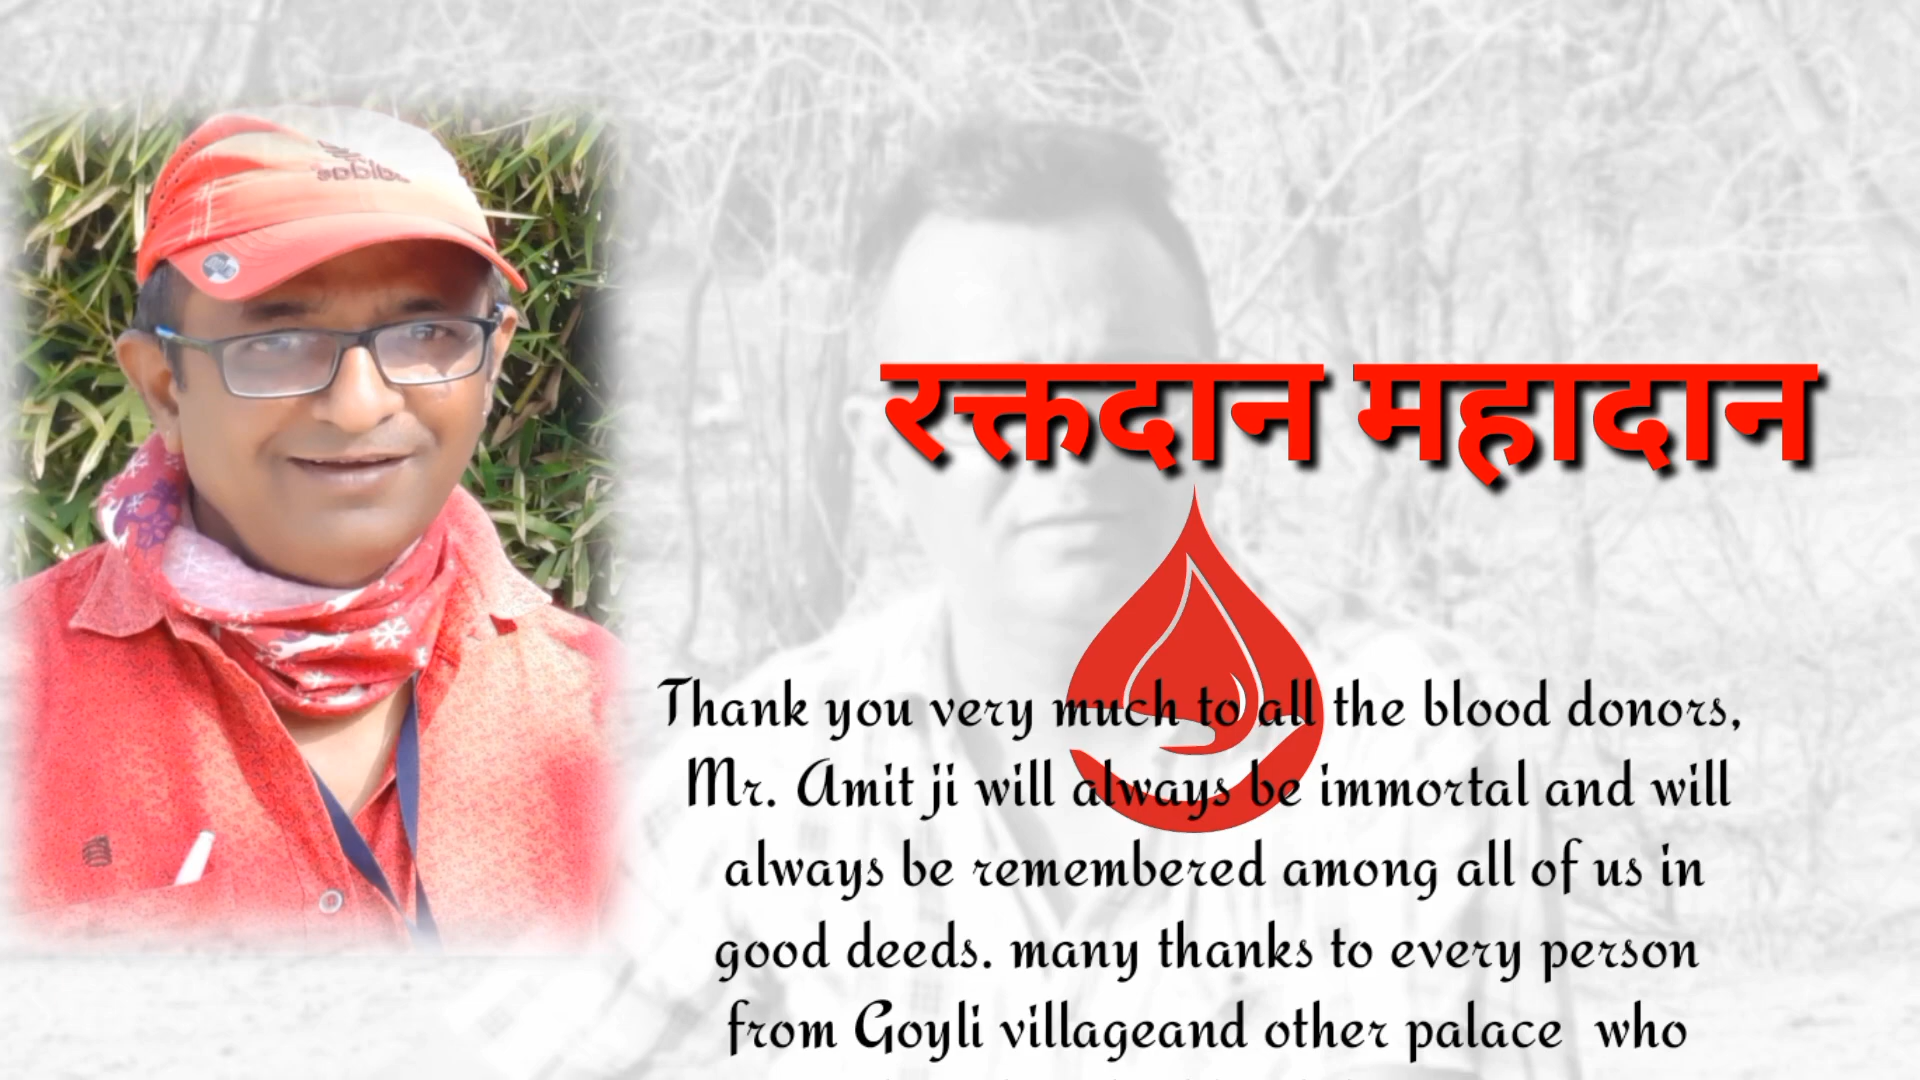 adidas
रक्तदान महादान
Thank you very much to all the blood donors,
Mr. Amit ji will always be immortal and will
always be remembered among all of us in
good deeds. many thanks to every person
from Goyli villageand other palace who